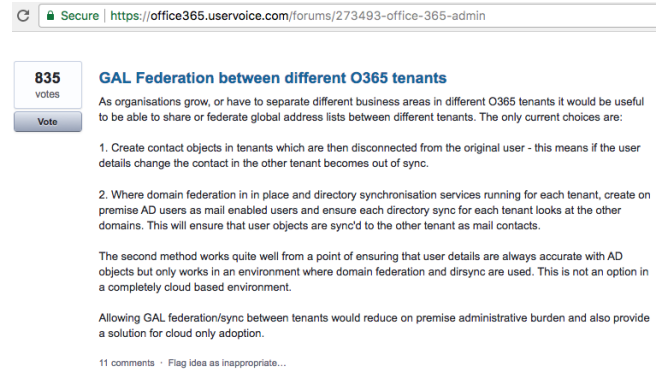 Secure | https://office365.uservoice.com/forums/273493-office-365-admin
835
votes
Vote
GAL Federation between different O365 tenants
As organisations grow, or have to separate different business areas in different O365 tenants it would be useful
to be able to share or federate global address lists between different tenants. The only current choices are:
1. Create contact objects in tenants which are then disconnected from the original user - this means if the user
details change the contact in the other tenant becomes out of sync.
2. Where domain federation in in place and directory synchronisation services running for each tenant, create on
premise AD users as mail enabled users and ensure each directory sync for each tenant looks at the other
domains. This will ensure that user objects are sync'd to the other tenant as mail contacts.
The second method works quite well from a point of ensuring that user details are always accurate with AD
objects but only works in an environment where domain federation and dirsync are used. This is not an option in
a completely cloud based environment.
Allowing GAL federation/sync between tenants would reduce on premise administrative burden and also provide
a solution for cloud only adoption.
11 comments · Flag idea as inappropriate...